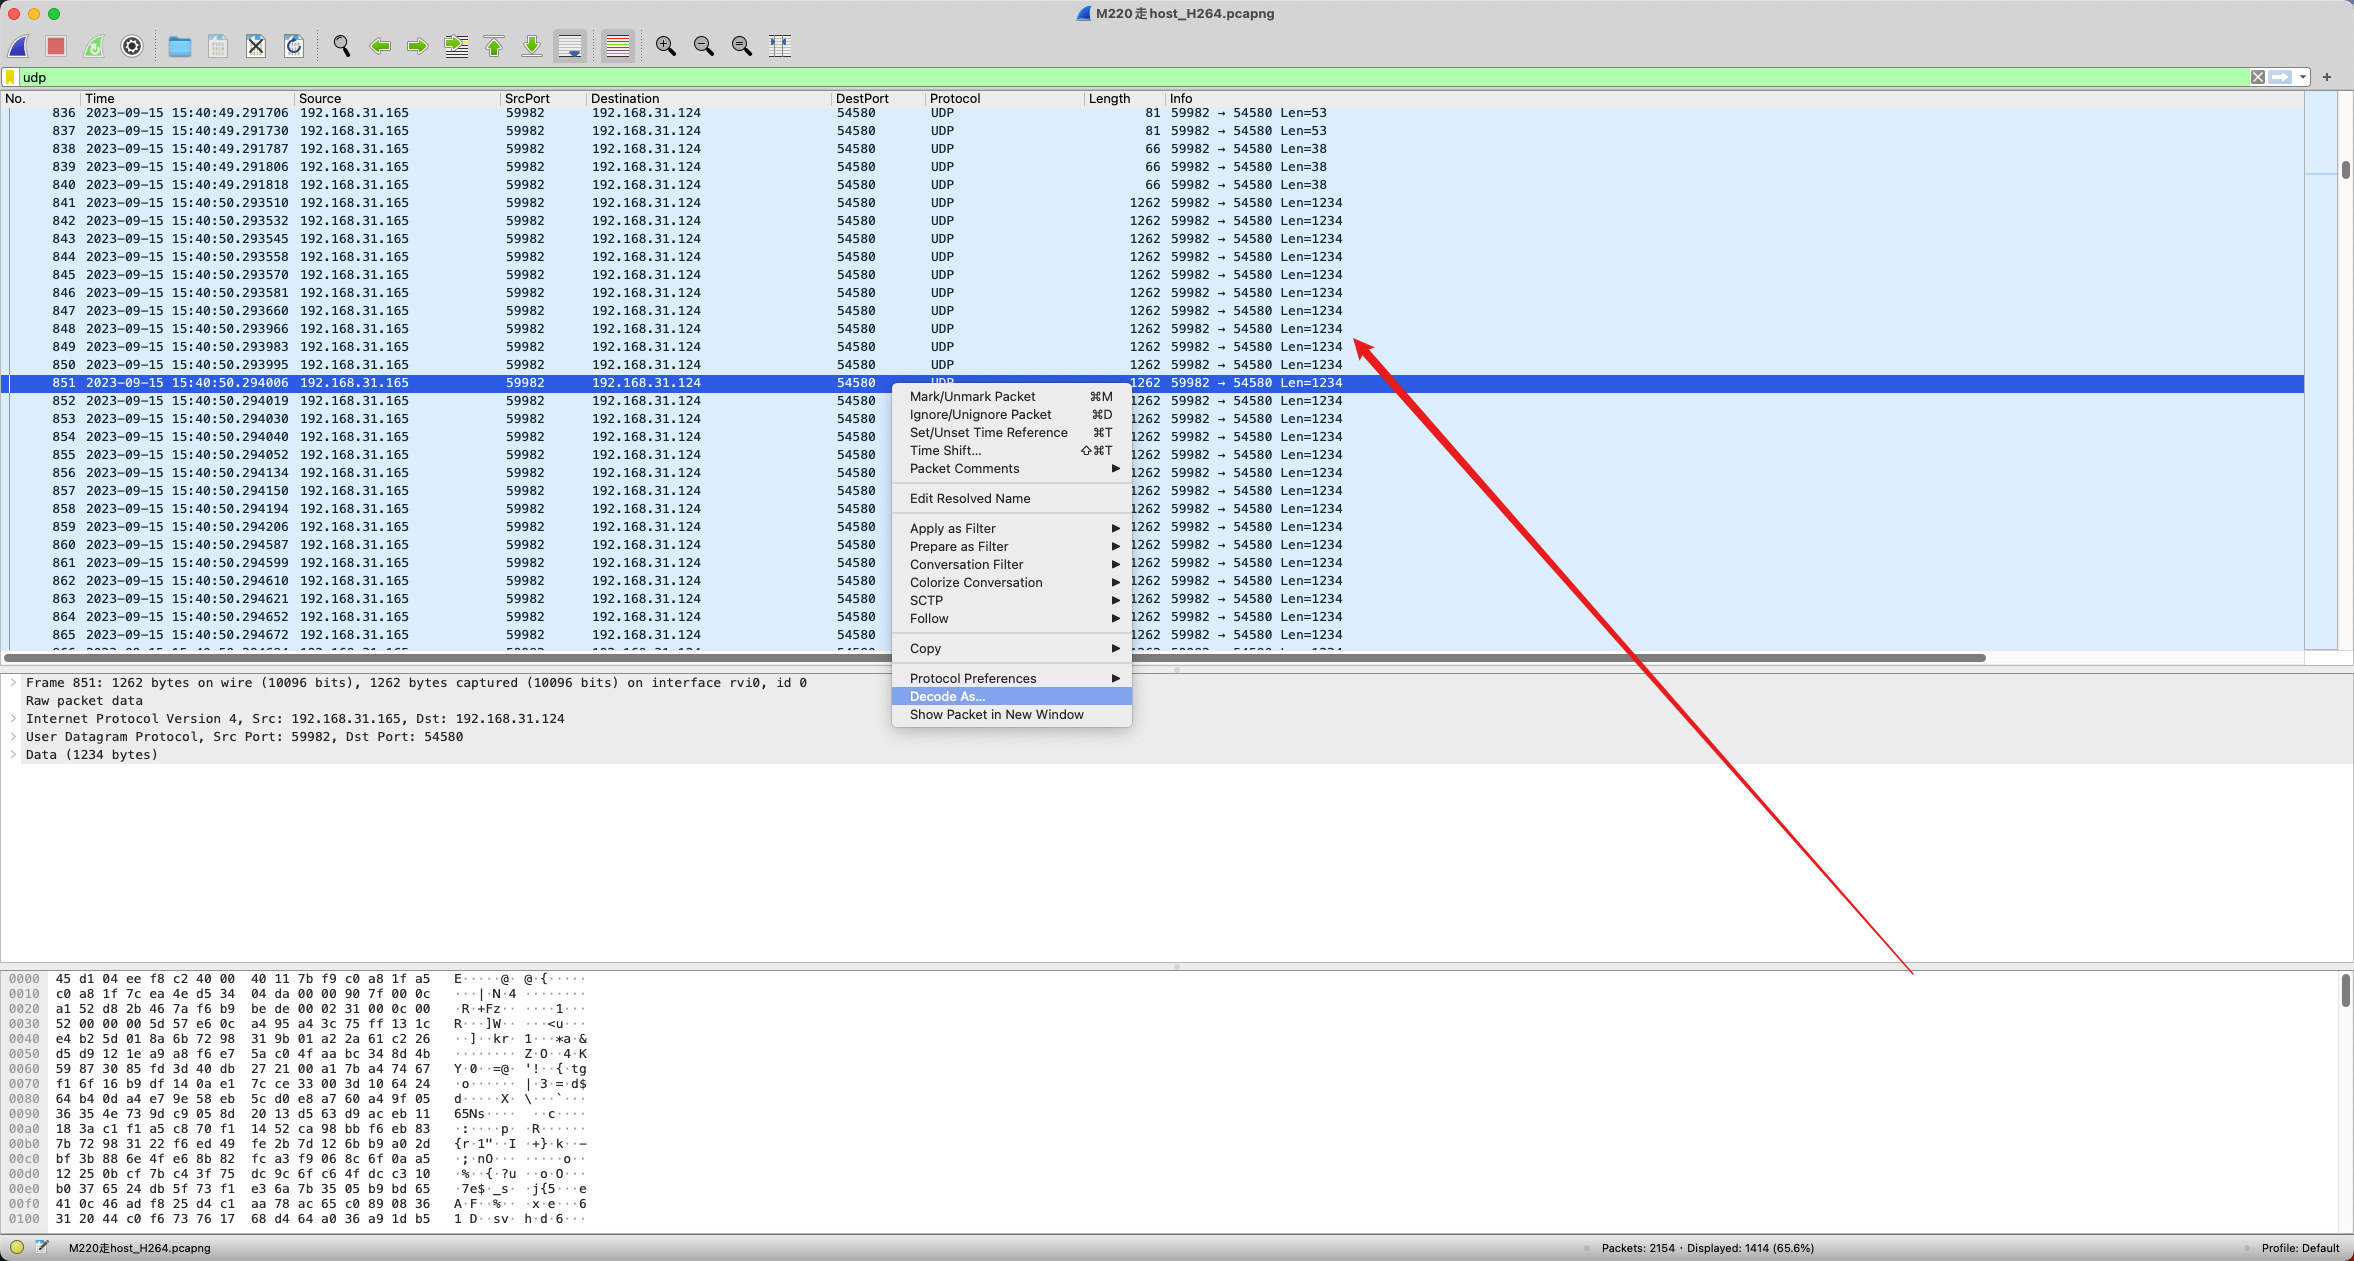 M220走host_H264.pcapng
udp
No. Time Source SrcPort Destination DestPort Protocol Length Info
836 2023-09-15 15:40:49.291706 192.168.31.165 59982 192.168.31.124 54580 UDP 81 59982 → 54580 Len=53
837 2023-09-15 15:40:49.291730 192.168.31.165 59982 192.168.31.124 54580 UDP 81 59982 → 54580 Len=53
838 2023-09-15 15:40:49.291787 192.168.31.165 59982 192.168.31.124 54580 UDP 66 59982 → 54580 Len=38
839 2023-09-15 15:40:49.291806 192.168.31.165 59982 192.168.31.124 54580 UDP 66 59982 → 54580 Len=38
840 2023-09-15 15:40:49.291818 192.168.31.165 59982 192.168.31.124 54580 UDP 66 59982 → 54580 Len=38
841 2023-09-15 15:40:50.293510 192.168.31.165 59982 192.168.31.124 54580 UDP 1262 59982 → 54580 Len=1234
842 2023-09-15 15:40:50.293532 192.168.31.165 59982 192.168.31.124 54580 UDP 1262 59982 → 54580 Len=1234
843 2023-09-15 15:40:50.293545 192.168.31.165 59982 192.168.31.124 54580 UDP 1262 59982 → 54580 Len=1234
844 2023-09-15 15:40:50.293558 192.168.31.165 59982 192.168.31.124 54580 UDP 1262 59982 → 54580 Len=1234
845 2023-09-15 15:40:50.293570 192.168.31.165 59982 192.168.31.124 54580 UDP 1262 59982 → 54580 Len=1234
846 2023-09-15 15:40:50.293581 192.168.31.165 59982 192.168.31.124 54580 UDP 1262 59982 → 54580 Len=1234
847 2023-09-15 15:40:50.293660 192.168.31.165 59982 192.168.31.124 54580 UDP 1262 59982 → 54580 Len=1234
848 2023-09-15 15:40:50.293966 192.168.31.165 59982 192.168.31.124 54580 UDP 1262 59982 → 54580 Len=1234
849 2023-09-15 15:40:50.293983 192.168.31.165 59982 192.168.31.124 54580 UDP 1262 59982 → 54580 Len=1234
850 2023-09-15 15:40:50.293995 192.168.31.165 59982 192.168.31.124 54580 UDP 1262 59982 → 54580 Len=1234
851 2023-09-15 15:40:50.294006 192.168.31.165 59982 192.168.31.124 54580 UDP 1262 59982 → 54580 Len=1234
852 2023-09-15 15:40:50.294019 192.168.31.165 59982 192.168.31.124 54580 1262 59982 → 54580 Len=1234
853 2023-09-15 15:40:50.294030 192.168.31.165 59982 192.168.31.124 54580 1262 59982 → 54580 Len=1234
854 2023-09-15 15:40:50.294040 192.168.31.165 59982 192.168.31.124 54580 1262 59982 → 54580 Len=1234
855 2023-09-15 15:40:50.294052 192.168.31.165 59982 192.168.31.124 54580 1262 59982 → 54580 Len=1234
856 2023-09-15 15:40:50.294134 192.168.31.165 59982 192.168.31.124 54580 1262 59982 → 54580 Len=1234
857 2023-09-15 15:40:50.294150 192.168.31.165 59982 192.168.31.124 54580 1262 59982 → 54580 Len=1234
858 2023-09-15 15:40:50.294194 192.168.31.165 59982 192.168.31.124 54580 1262 59982 → 54580 Len=1234
859 2023-09-15 15:40:50.294206 192.168.31.165 59982 192.168.31.124 54580 1262 59982 → 54580 Len=1234
860 2023-09-15 15:40:50.294587 192.168.31.165 59982 192.168.31.124 54580 1262 59982 → 54580 Len=1234
861 2023-09-15 15:40:50.294599 192.168.31.165 59982 192.168.31.124 54580 1262 59982 → 54580 Len=1234
862 2023-09-15 15:40:50.294610 192.168.31.165 59982 192.168.31.124 54580 1262 59982 → 54580 Len=1234
863 2023-09-15 15:40:50.294621 192.168.31.165 59982 192.168.31.124 54580 1262 59982 → 54580 Len=1234
864 2023-09-15 15:40:50.294652 192.168.31.165 59982 192.168.31.124 54580 1262 59982 → 54580 Len=1234
865 2023-09-15 15:40:50.294672 192.168.31.165 59982 192.168.31.124 54580 1262 59982 → 54580 Len=1234
Mark/Unmark Packet ⌘M
Ignore/Unignore Packet ⌘D
Set/Unset Time Reference ⌘T
Time Shift... ⇧⌘T
Packet Comments
Edit Resolved Name
Apply as Filter
Prepare as Filter
Conversation Filter
Colorize Conversation
SCTP
Follow
Copy
Protocol Preferences
Decode As...
Show Packet in New Window
Frame 851: 1262 bytes on wire (10096 bits), 1262 bytes captured (10096 bits) on interface rvi0, id 0
Raw packet data
Internet Protocol Version 4, Src: 192.168.31.165, Dst: 192.168.31.124
User Datagram Protocol, Src Port: 59982, Dst Port: 54580
Data (1234 bytes)
0000 45 d1 04 ee f8 c2 40 00 40 11 7b f9 c0 a8 1f a5 E·····@· @·{·····
0010 c0 a8 1f 7c ea 4e d5 34 04 da 00 00 90 7f 00 0c ···|·N·4 ········
0020 a1 52 d8 2b 46 7a f6 b9 be de 00 02 31 00 0c 00 ·R·+Fz·· ····1···
0030 52 00 00 00 5d 57 e6 0c a4 95 a4 3c 75 ff 13 1c R···]W·· ···<u···
0040 e4 b2 5d 01 8a 6b 72 98 31 9b 01 a2 2a 61 c2 26 ··]··kr· 1···*a·&
0050 d5 d9 12 1e a9 a8 f6 e7 5a c0 4f aa bc 34 8d 4b ········ Z·O··4·K
0060 59 87 30 85 fd 3d 40 db 27 21 00 a1 7b a4 74 67 Y·0··=@· '!··{·tg
0070 f1 6f 16 b9 df 14 0a e1 7c ce 33 00 3d 10 64 24 ·o······ |·3·=·d$
0080 64 b4 0d a4 e7 9e 58 eb 5c d0 e8 a7 60 a4 9f 05 d·····X· \···`···
0090 36 35 4e 73 9d c9 05 8d 20 13 d5 63 d9 ac eb 11 65Ns···· ··c····
00a0 18 3a c1 f1 a5 c8 70 f1 14 52 ca 98 bb f6 eb 83 ·:····p· ·R······
00b0 7b 72 98 31 22 f6 ed 49 fe 2b 7d 12 6b b9 a0 2d {r·1"··I ·+}·k··-
00c0 bf 3b 88 6e 4f e6 8b 82 fc a3 f9 06 8c 6f 0a a5 ·;·nO··· ·····o··
00d0 12 25 0b cf 7b c4 3f 75 dc 9c 6f c6 4f dc c3 10 ·%··{·?u ··o·O···
00e0 b0 37 65 24 db 5f 73 f1 e3 6a 7b 35 05 b9 bd 65 ·7e$·_s· ·j{5···e
00f0 41 0c 46 ad f8 25 d4 c1 aa 78 ac 65 c0 89 08 36 A·F··%·· ·x·e···6
0100 31 20 44 c0 f6 73 76 17 68 d4 64 a0 36 a9 1d b5 1 D··sv· h·d·6···
M220走host_H264.pcapng Packets: 2154 · Displayed: 1414 (65.6%) Profile: Default